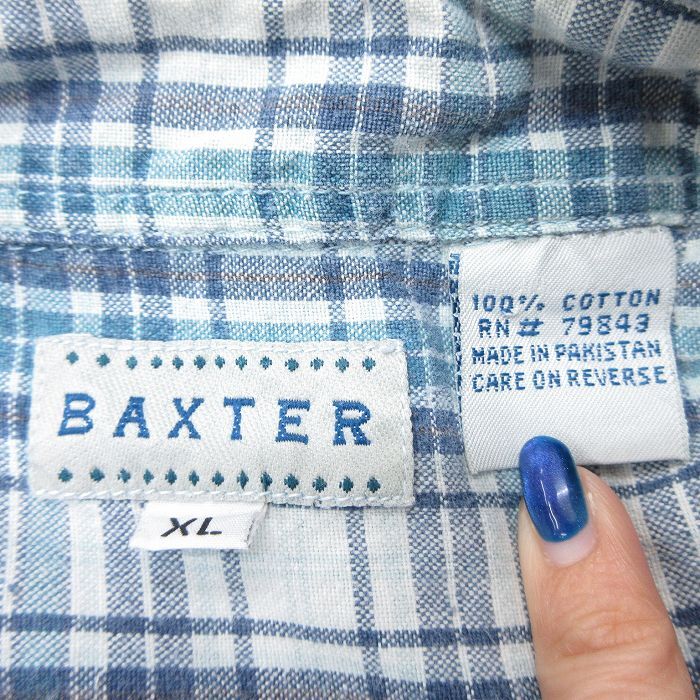 BAXTER
XL
100% COTTON
RN# 79843
MADE IN PAKISTAN
CARE ON REVERSE